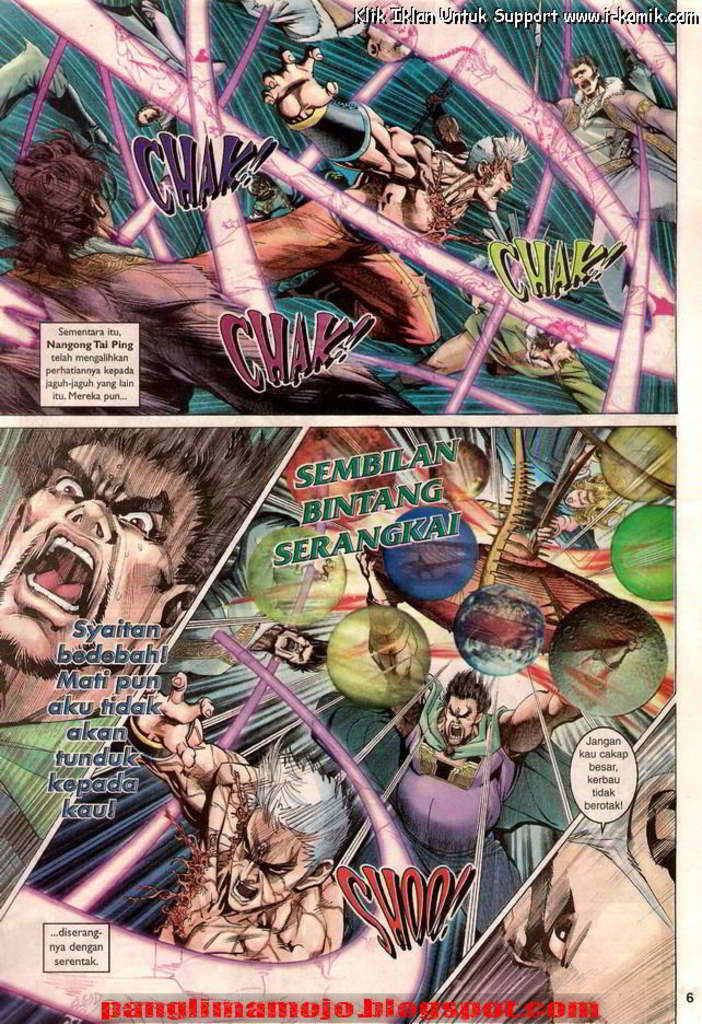 Klik Iklan Untuk Support www.i-komik.com
CHAK!
CHAK!
CHAK!
Sementara itu,
Nangong Tai Ping
telah mengalihkan
perhatiannya kepada
jaguh-jaguh yang lain
itu. Mereka pun...
SEMBILAN
BINTANG
SERANGKAI
Syaitan
bedebah!
Mati pun
aku tidak
akan
tunduk
kepada
kau!
Jangan
kau cakap
besar,
kerbau
tidak
berotak!
SHOO!
...diserang-
nya dengan
serentak.
6
panglimamojo.blogspot.com